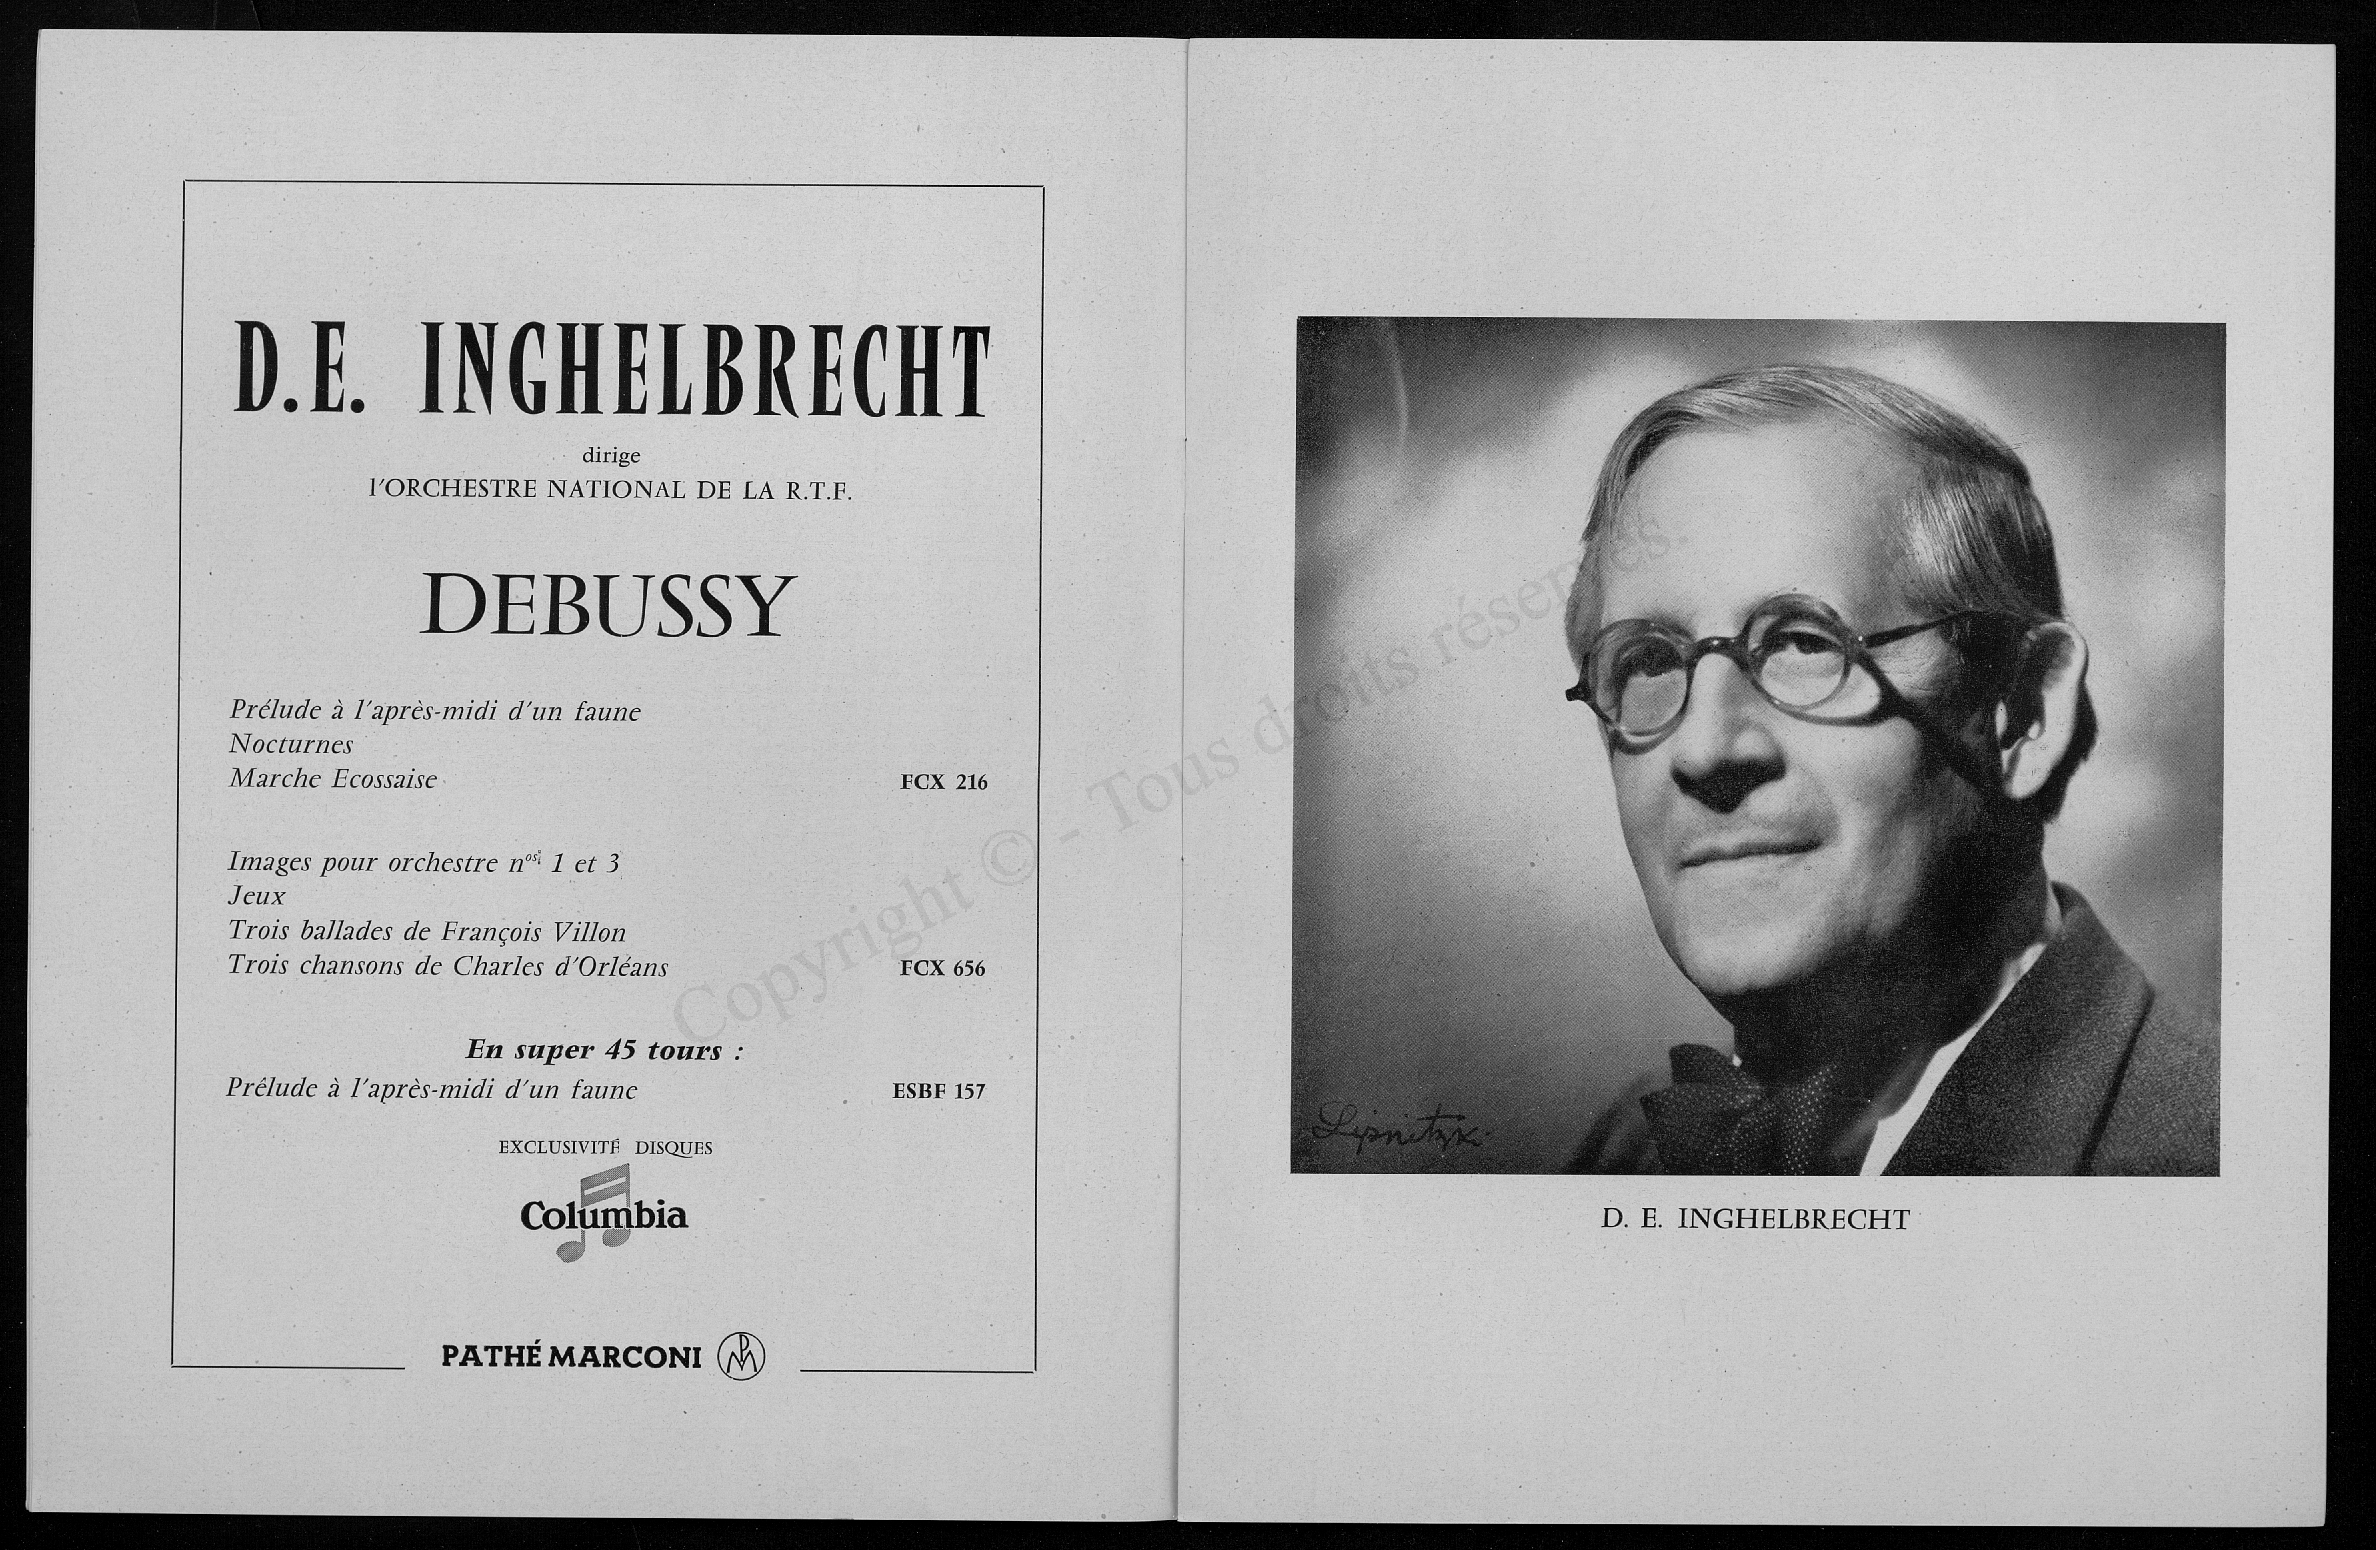 D.E. INGHELBRECHT
dirige
l'ORCHESTRE NATIONAL DE LA R.T.F.
DEBUSSY
Prélude à l'après-midi d'un faune
Nocturnes
Marche Ecossaise FCX 216
Images pour orchestre nos 1 et 3
Jeux
Trois ballades de François Villon
Trois chansons de Charles d'Orléans FCX 656
En super 45 tours :
Prélude à l'après-midi d'un faune ESBF 157
EXCLUSIVITÉ DISQUES
Columbia
PATHÉ MARCONI PM
Copyright © - Tous droits réservés.
Lipnitzki
D. E. INGHELBRECHT